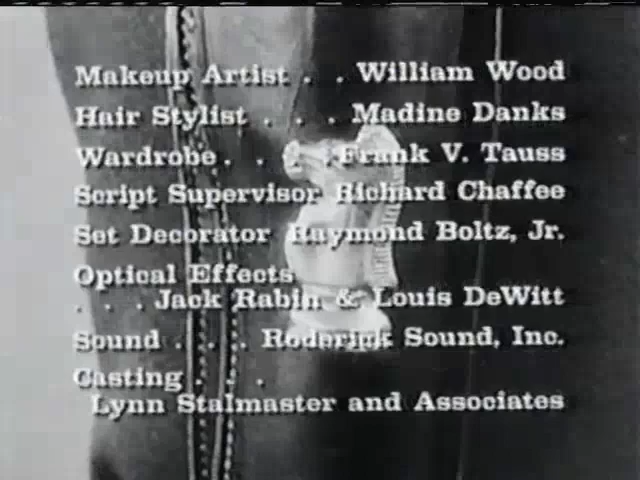 Makeup Artist . . William Wood
Hair Stylist . . . Madine Danks
Wardrobe . . . Frank V. Tauss
Script Supervisor Richard Chaffee
Set Decorator Raymond Boltz, Jr.
Optical Effects
. . . Jack Rabin & Louis DeWitt
Sound . . . Roderick Sound, Inc.
Casting . . .
Lynn Stalmaster and Associates